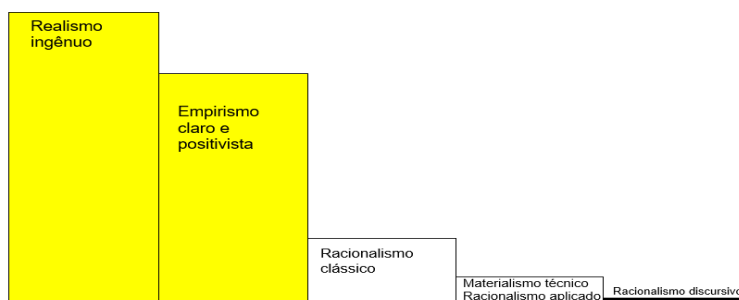 Realismo
ingênuo
Empirismo
claro e
positivista
Racionalismo
clássico
Materialismo técnico
Racionalismo aplicado
Racionalismo discursivo